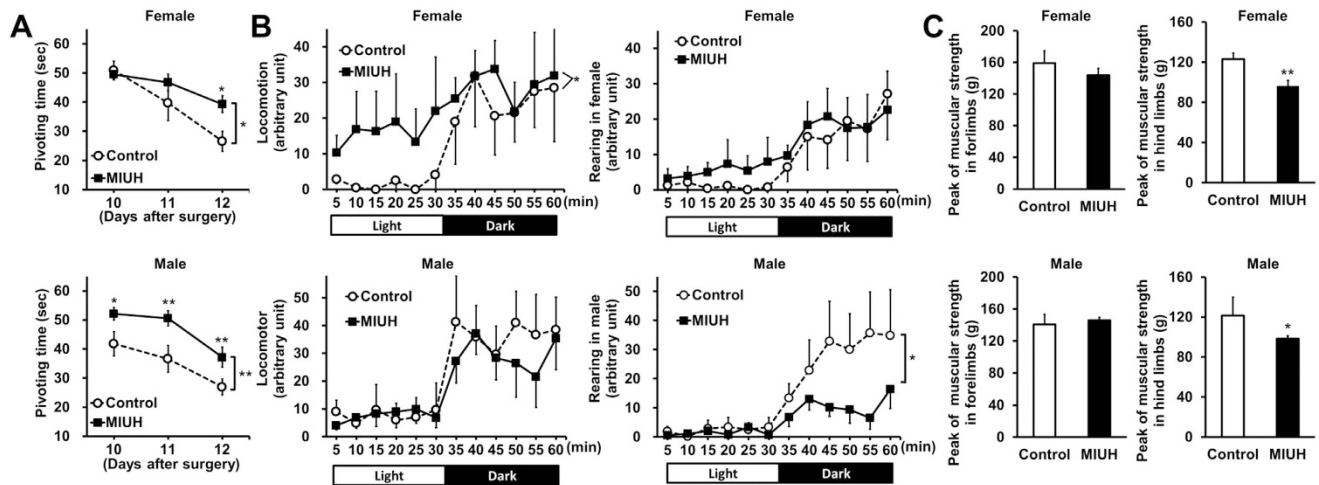 A
Female
Pivoting time (sec)
60
50
40
30
20
10
*
*
Control
MIUH
10 11 12
(Days after surgery)
Male
Pivoting time (sec)
60
50
40
30
20
10
*
**
**
**
Control
MIUH
10 11 12
(Days after surgery)
B
Female
Locomotion
(arbitrary unit)
40
30
20
10
0
Control
MIUH
*
5 10 15 20 25 30 35 40 45 50 55 60 (min)
Light Dark
Female
Rearing in female
(arbitrary unit)
50
40
30
20
10
0
Control
MIUH
5 10 15 20 25 30 35 40 45 50 55 60 (min)
Light Dark
Male
Locomotor
(arbitrary unit)
50
40
30
20
10
0
Control
MIUH
5 10 15 20 25 30 35 40 45 50 55 60 (min)
Light Dark
Male
Rearing in male
(arbitrary unit)
50
40
30
20
10
0
Control
MIUH
*
5 10 15 20 25 30 35 40 45 50 55 60 (min)
Light Dark
C
Female
Peak of muscular strength
in forlimbs (g)
200
160
120
80
40
0
Control MIUH
Female
Peak of muscular strength
in hind limbs (g)
160
120
80
40
0
**
Control MIUH
Male
Peak of muscular strength
in forelimbs (g)
200
160
120
80
40
0
Control MIUH
Male
Peak of muscular strength
in hind limbs (g)
160
120
80
40
0
*
Control MIUH